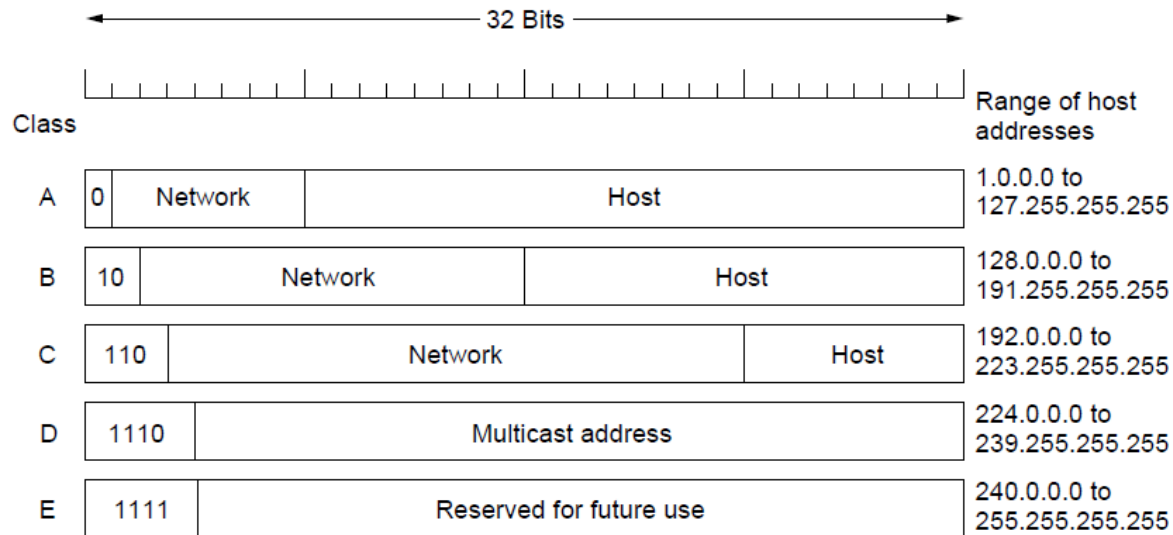 32 Bits
Range of host
addresses
Class
A 0 Network Host 1.0.0.0 to
127.255.255.255
B 10 Network Host 128.0.0.0 to
191.255.255.255
C 110 Network Host 192.0.0.0 to
223.255.255.255
D 1110 Multicast address 224.0.0.0 to
239.255.255.255
E 1111 Reserved for future use 240.0.0.0 to
255.255.255.255